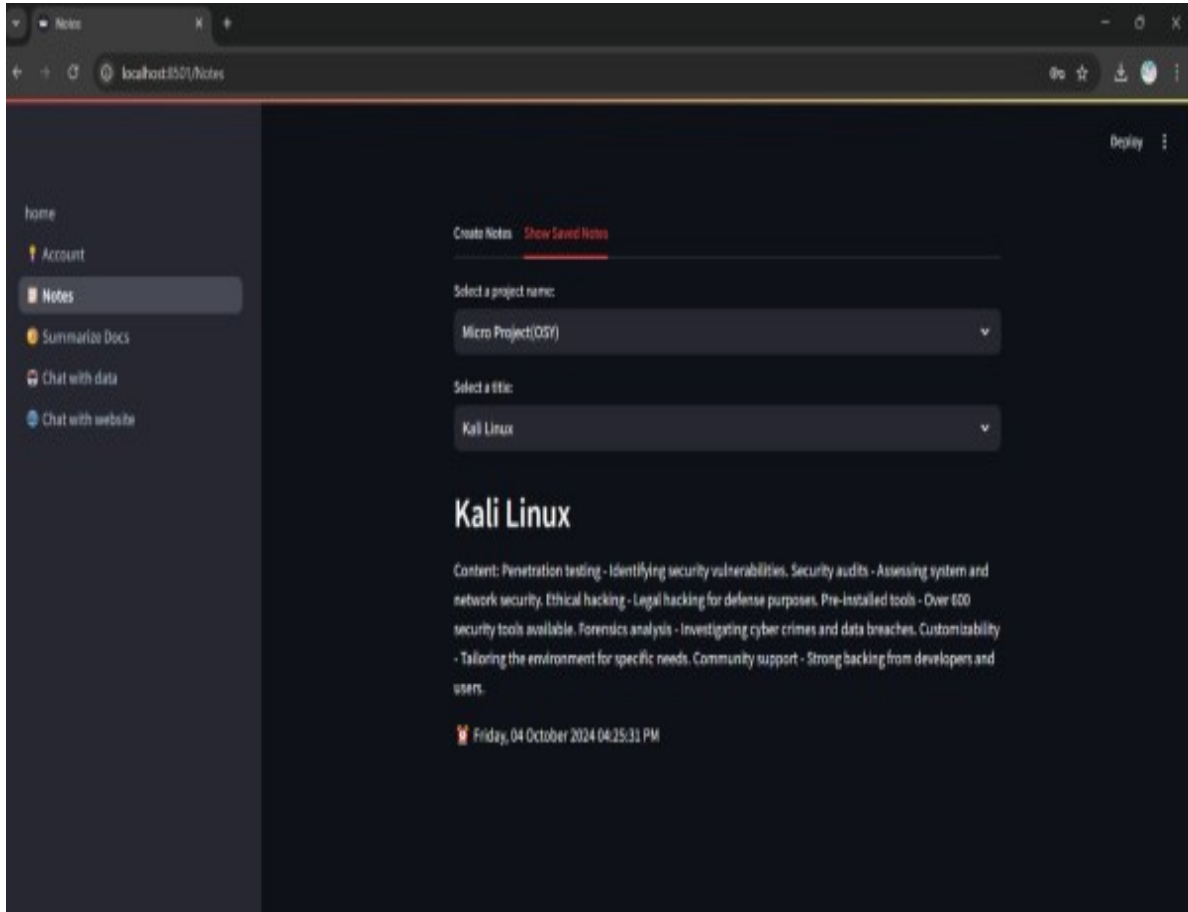 Notes
localhost:8501/Notes
Deploy
home
Account
Notes
Summarize Docs
Chat with data
Chat with website
Create Notes Show Saved Notes
Select a project name:
Micro Project(OSY)
Select a title:
Kali Linux
Kali Linux
Content: Penetration testing - Identifying security vulnerabilities. Security audits - Assessing system and
network security. Ethical hacking - Legal hacking for defense purposes. Pre-installed tools - Over 600
security tools available. Forensics analysis - Investigating cyber crimes and data breaches. Customizability
- Tailoring the environment for specific needs. Community support - Strong backing from developers and
users.
Friday, 04 October 2024 04:25:31 PM